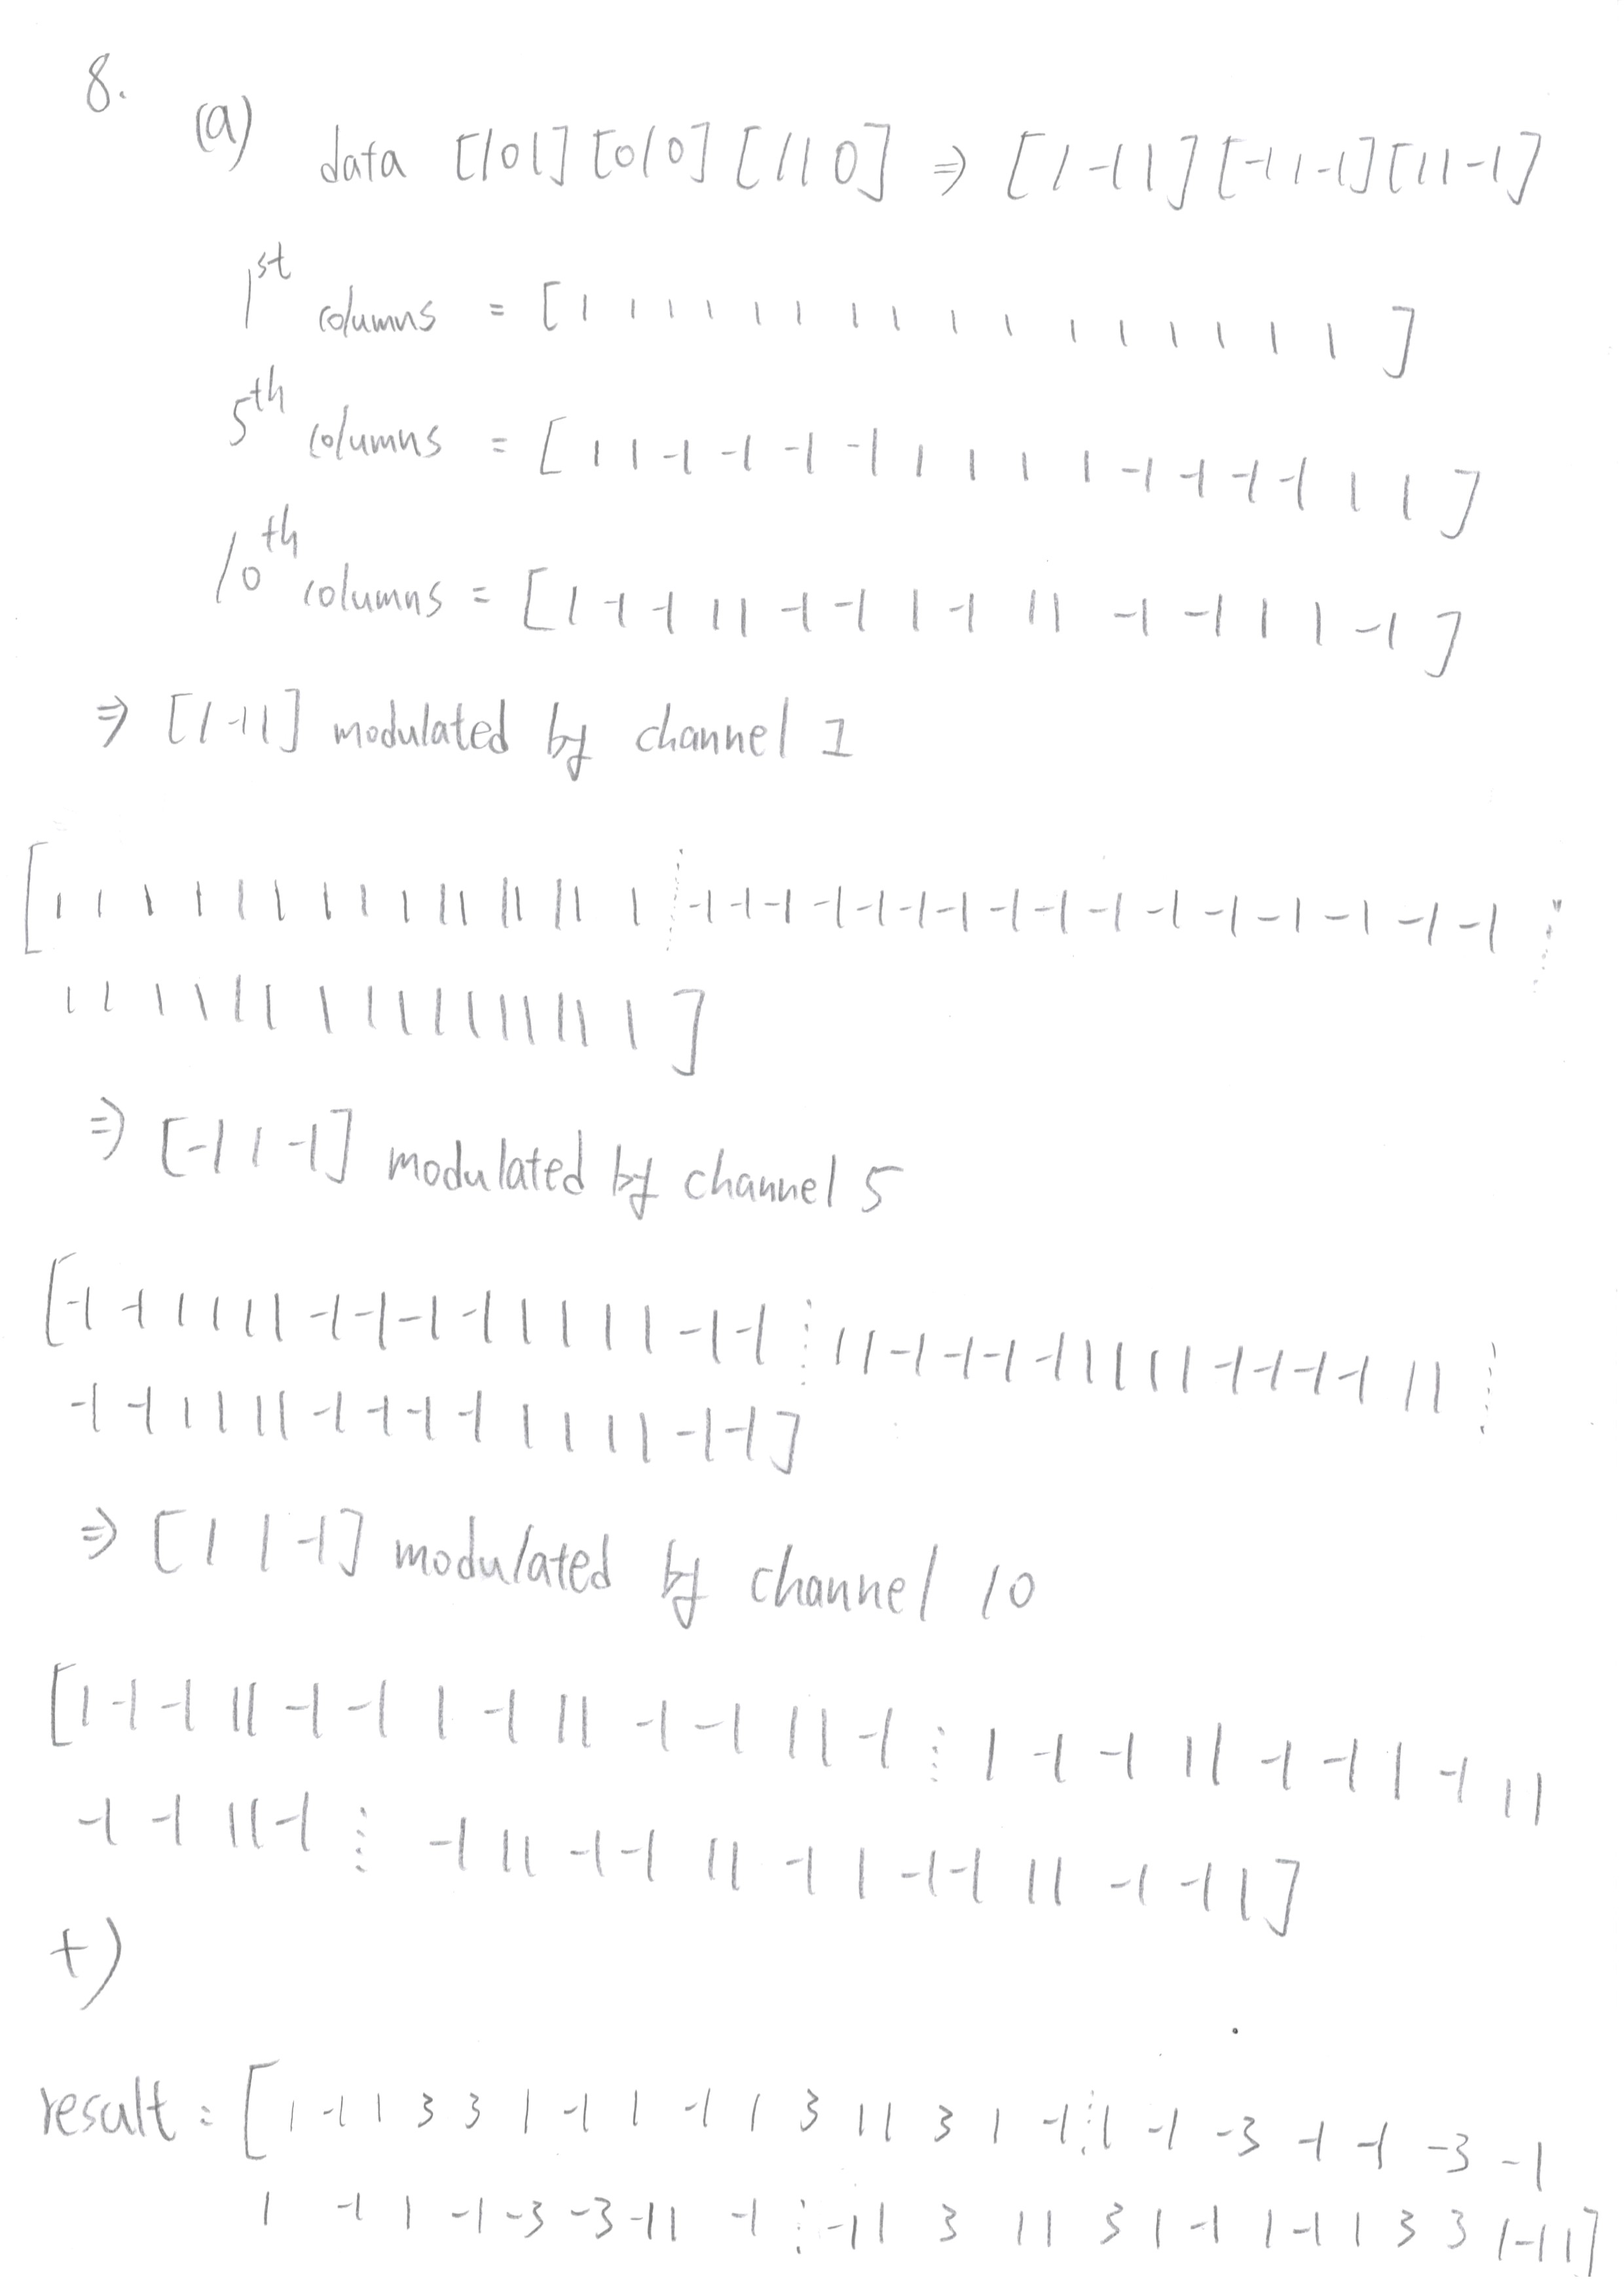 8.
(a) data [101][010][110] ⇒ [1 -1 1][-1 1 -1][1 1 -1]
1st columns = [1 1 1 1 1 1 1 1 1 1 1 1 1 1 1 1]
5th columns = [1 1 -1 -1 -1 -1 1 1 1 1 -1 -1 -1 -1 1 1]
10th columns = [1 -1 -1 1 1 -1 -1 1 -1 1 1 -1 -1 1 1 -1]
⇒ [1 -1 1] modulated by channel 1
[1 1 1 1 1 1 1 1 1 1 1 1 1 1 1 1 ⋮ -1 -1 -1 -1 -1 -1 -1 -1 -1 -1 -1 -1 -1 -1 -1 -1 ⋮
1 1 1 1 1 1 1 1 1 1 1 1 1 1 1 1]
⇒ [-1 1 -1] modulated by channel 5
[-1 -1 1 1 1 1 -1 -1 -1 -1 1 1 1 1 -1 -1 ⋮ 1 1 -1 -1 -1 -1 1 1 1 1 -1 -1 -1 -1 1 1 ⋮
-1 -1 1 1 1 1 -1 -1 -1 -1 1 1 1 1 -1 -1]
⇒ [1 1 -1] modulated by channel 10
[1 -1 -1 1 1 -1 -1 1 -1 1 1 -1 -1 1 1 -1 ⋮ 1 -1 -1 1 1 -1 -1 1 -1 1 1
-1 -1 1 1 -1 ⋮ -1 1 1 -1 -1 1 1 -1 1 -1 -1 1 1 -1 -1 1]
+)
result: [1 -1 1 3 3 1 -1 1 -1 1 3 1 1 3 1 -1 ⋮ 1 -1 -3 -1 -1 -3 -1
1 -1 1 -1 -3 -3 -1 1 -1 ⋮ -1 1 3 1 1 3 1 -1 1 -1 1 3 3 1 -1 1]